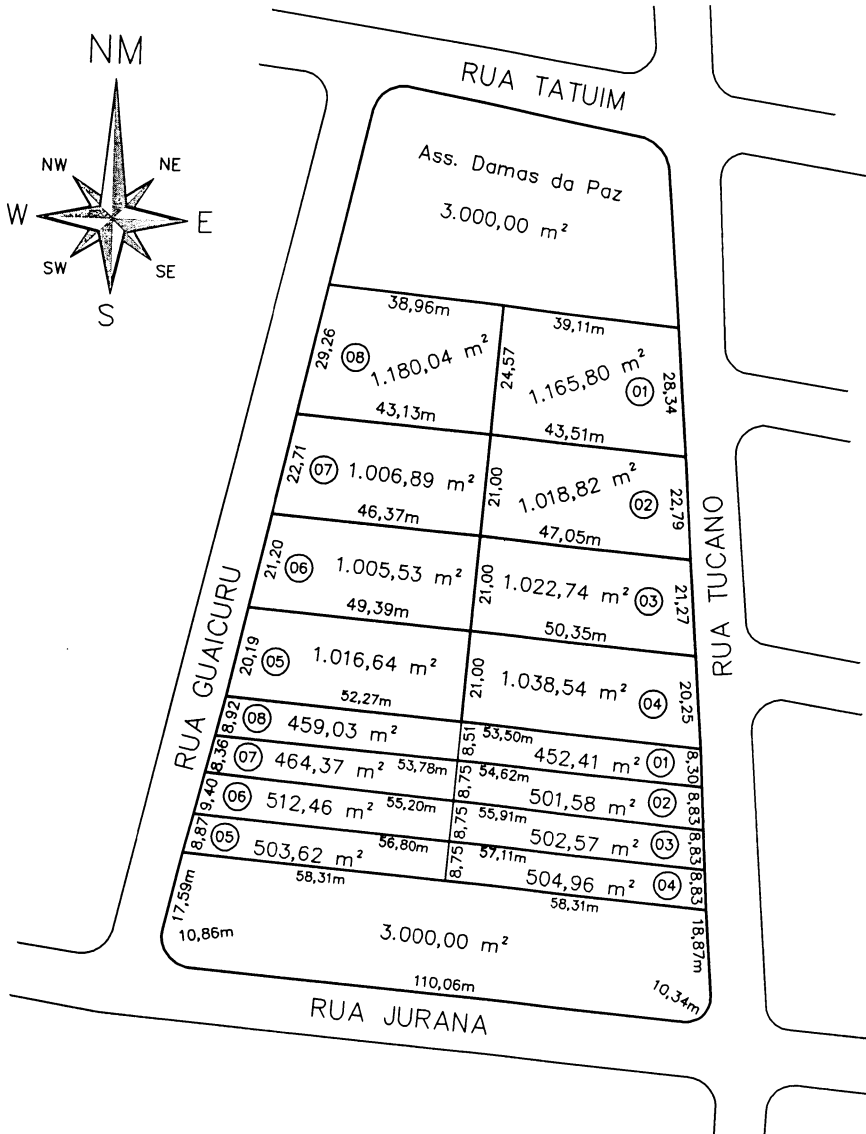 NM
NW
NE
W
E
SW
SE
S
RUA TATUIM
Ass. Damas da Paz
3.000,00 m²
38,96m
39,11m
29,26
08
1.180,04 m²
24,57
1.165,80 m²
01
28,34
43,13m
43,51m
22,71
07
1.006,89 m²
21,00
1.018,82 m²
02
22,79
46,37m
47,05m
21,20
06
1.005,53 m²
21,00
1.022,74 m²
03
21,27
49,39m
50,35m
20,19
05
1.016,64 m²
21,00
1.038,54 m²
04
20,25
52,27m
53,50m
8,92
08
459,03 m²
8,51
452,41 m²
01
8,30
8,36
07
464,37 m²
53,78m
54,62m
8,75
501,58 m²
02
8,83
9,40
06
512,46 m²
55,20m
55,91m
8,75
502,57 m²
03
8,83
8,87
05
503,62 m²
56,80m
57,11m
8,75
504,96 m²
04
8,83
58,31m
58,31m
17,59m
10,86m
3.000,00 m²
18,87m
10,34m
110,06m
RUA JURANA
RUA GUAICURU
RUA TUCANO